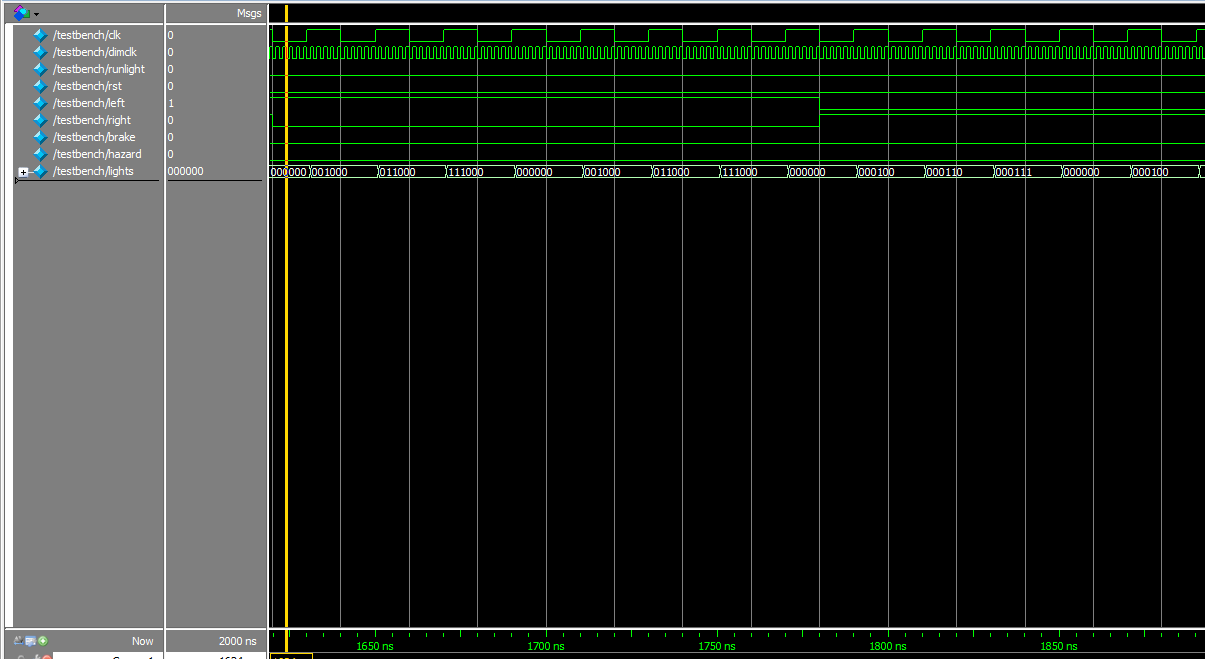 Msgs
/testbench/clk 0
/testbench/dimclk 0
/testbench/runlight 0
/testbench/rst 0
/testbench/left 1
/testbench/right 0
/testbench/brake 0
/testbench/hazard 0
/testbench/lights 000000 000000 001000 011000 111000 000000 001000 011000 111000 000000 000100 000110 000111 000000 000100
Now 2000 ns 1650 ns 1700 ns 1750 ns 1800 ns 1850 ns